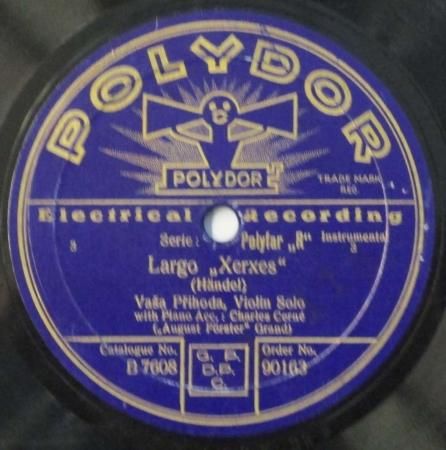 POLYDOR
POLYDOR
TRADE MARK
REG.
Electrical Recording
3 Serie: Polyfar „R“ Instrumental
3
Largo „Xerxes“
(Händel)
Vaša Přihoda, Violin Solo
with Piano Acc.: Charles Cerné
(„August Förster“ Grand)
Catalogue No. Order No.
B 7608 90163
G. B.
D.B.
C.